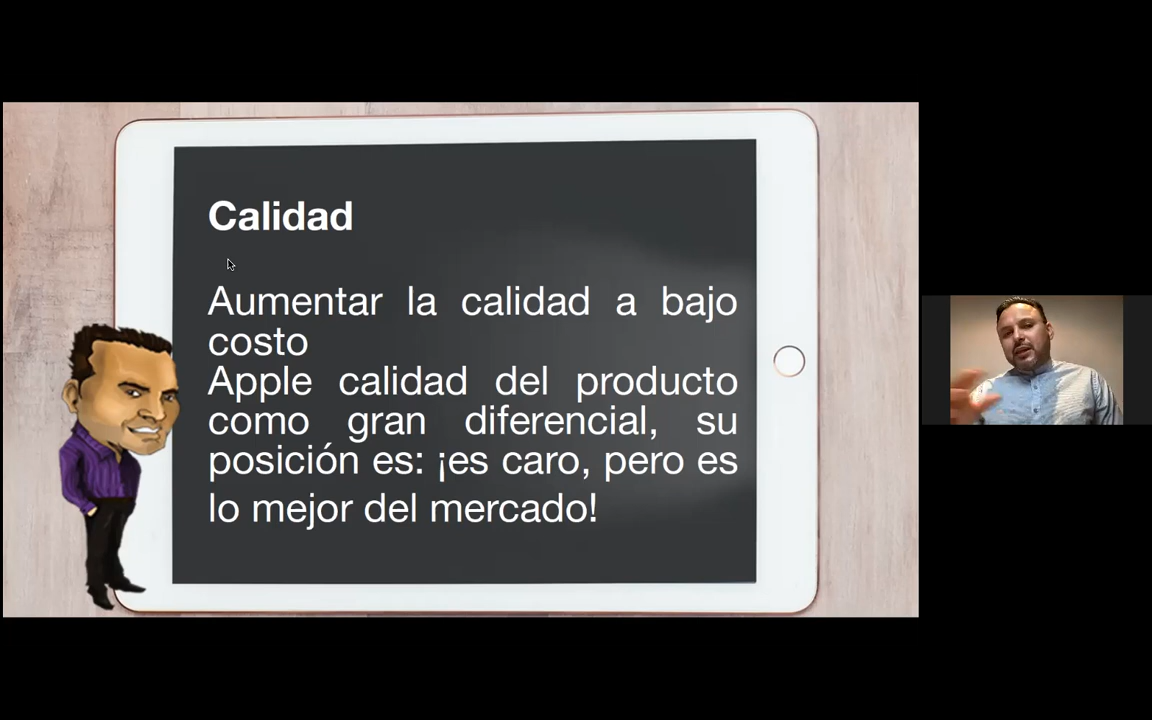 Calidad
Aumentar la calidad a bajo
costo
Apple calidad del producto
como gran diferencial, su
posición es: ¡es caro, pero es
lo mejor del mercado!